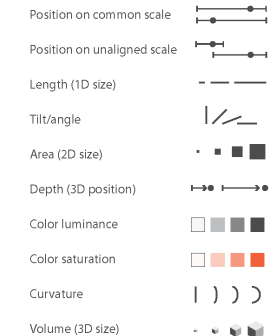 Position on common scale
Position on unaligned scale
Length (1D size)
Tilt/angle
Area (2D size)
Depth (3D position)
Color luminance
Color saturation
Curvature
Volume (3D size)